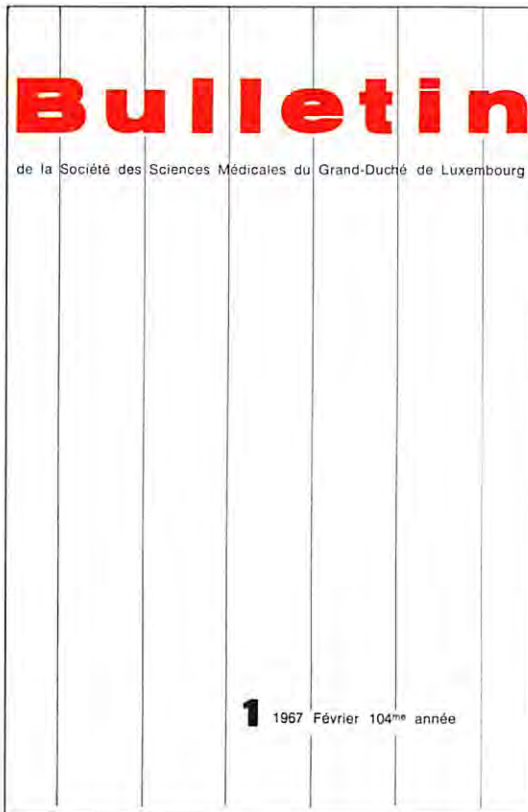 Bulletin
de la Société des Sciences Médicales du Grand-Duché de Luxembourg
1 1967 Février 104me année